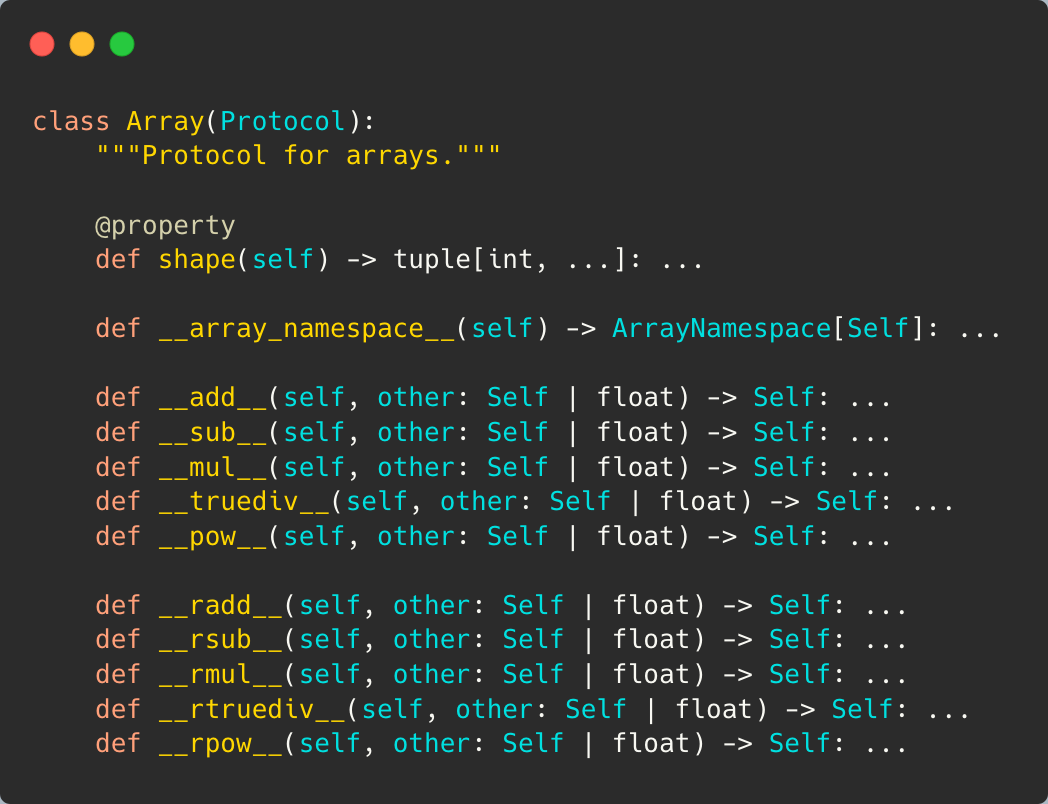 class Array(Protocol):
    """Protocol for arrays."""

    @property
    def shape(self) -> tuple[int, ...]: ...

    def __array_namespace__(self) -> ArrayNamespace[Self]: ...

    def __add__(self, other: Self | float) -> Self: ...
    def __sub__(self, other: Self | float) -> Self: ...
    def __mul__(self, other: Self | float) -> Self: ...
    def __truediv__(self, other: Self | float) -> Self: ...
    def __pow__(self, other: Self | float) -> Self: ...

    def __radd__(self, other: Self | float) -> Self: ...
    def __rsub__(self, other: Self | float) -> Self: ...
    def __rmul__(self, other: Self | float) -> Self: ...
    def __rtruediv__(self, other: Self | float) -> Self: ...
    def __rpow__(self, other: Self | float) -> Self: ...